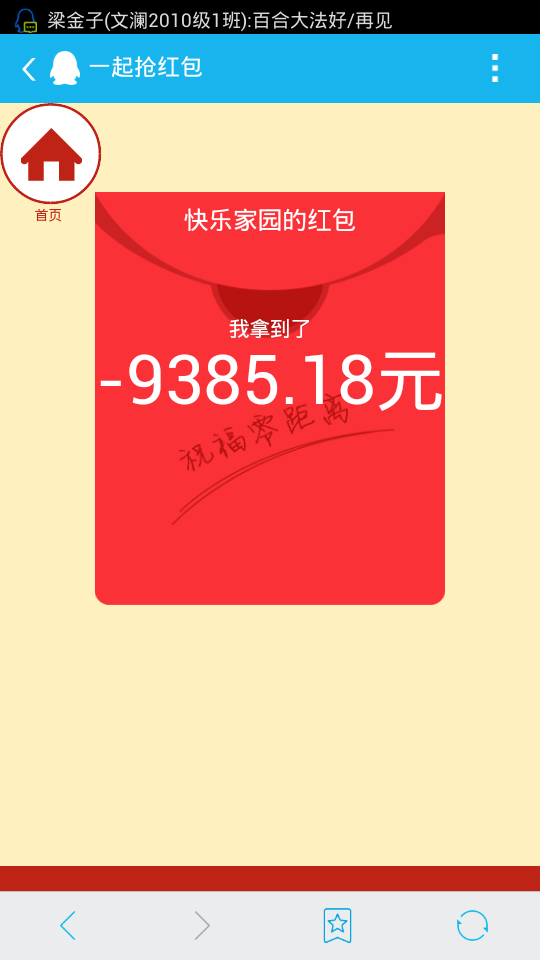 梁金子(文澜2010级1班):百合大法好/再见
一起抢红包
首页
快乐家园的红包
我拿到了
-9385.18元
祝福零距离